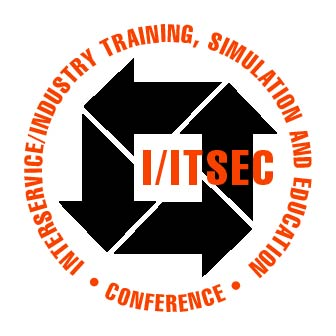 INTERSERVICE/INDUSTRY TRAINING, SIMULATION AND EDUCATION
I/ITSEC
• CONFERENCE •